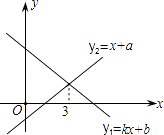 y
y₂=x+a
O
3
x
y₁=kx+b